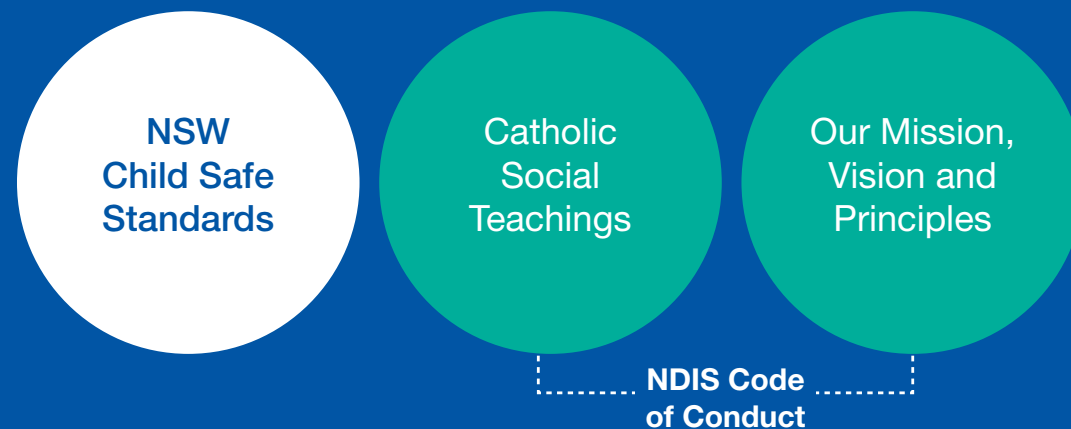 NSW
Child Safe
Standards
Catholic
Social
Teachings
Our Mission,
Vision and
Principles
NDIS Code
of Conduct